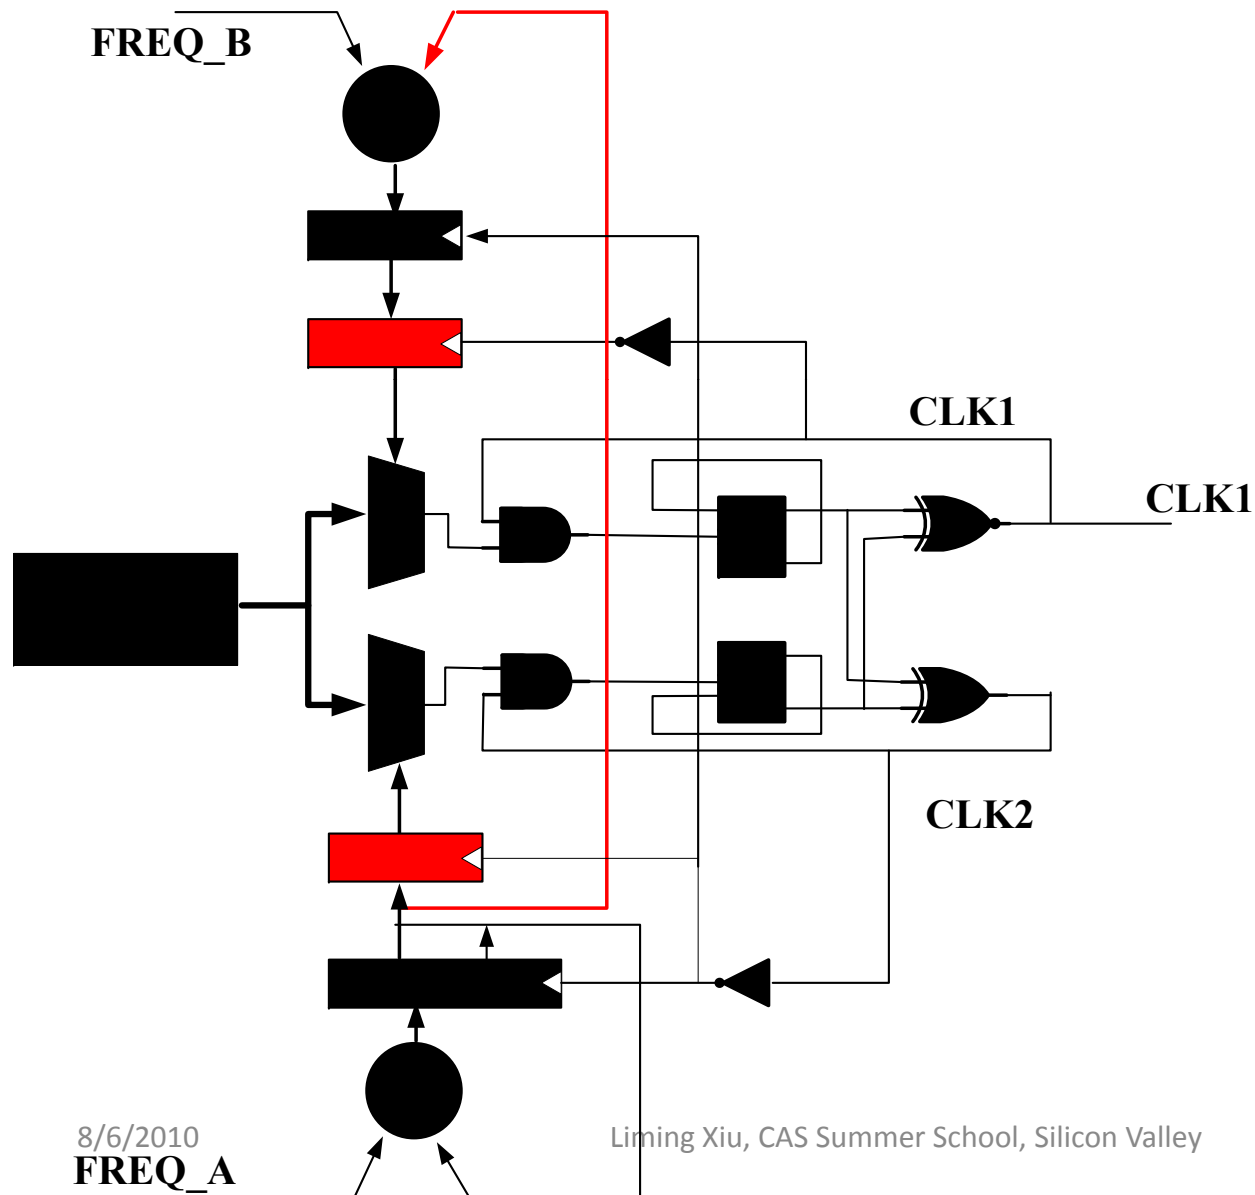 FREQ_B
CLK1
CLK1
CLK2
8/6/2010
Liming Xiu, CAS Summer School, Silicon Valley
FREQ_A